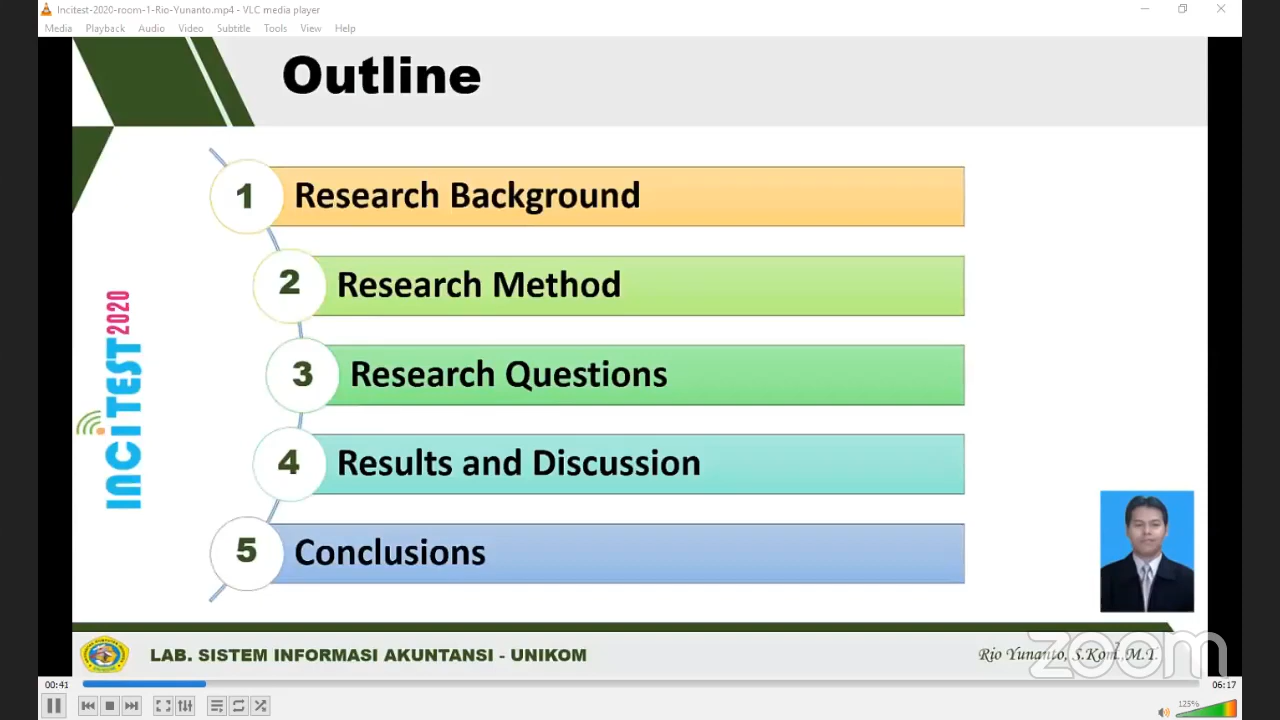 Incitest-2020-room-1-Rio-Yunanto.mp4 - VLC media player
Media Playback Audio Video Subtitle Tools View Help
Outline
1 Research Background
2 Research Method
3 Research Questions
4 Results and Discussion
5 Conclusions
INCITEST 2020
LAB. SISTEM INFORMASI AKUNTANSI - UNIKOM
Rio Yunanto, S.Kom., M.T.
zoom
00:41
06:17
125%